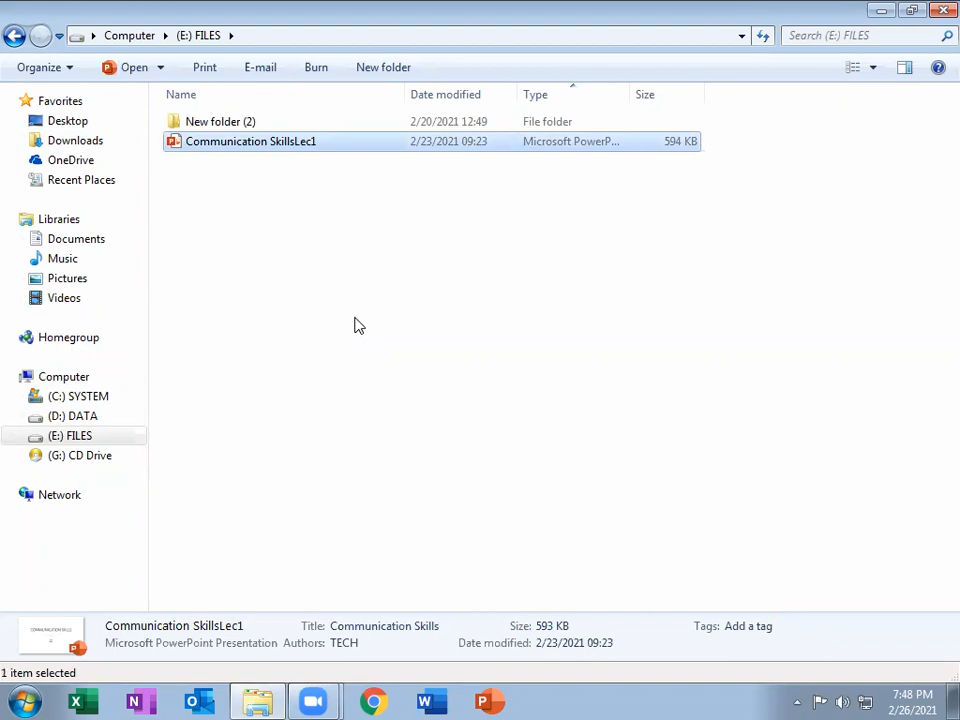 Computer (E:) FILES
Search (E:) FILES
Organize Open Print E-mail Burn New folder
Name Date modified Type Size
New folder (2) 2/20/2021 12:49 File folder
Communication SkillsLec1 2/23/2021 09:23 Microsoft PowerP... 594 KB
Favorites
Desktop
Downloads
OneDrive
Recent Places
Libraries
Documents
Music
Pictures
Videos
Homegroup
Computer
(C:) SYSTEM
(D:) DATA
(E:) FILES
(G:) CD Drive
Network
COMMUNICATION SKILLS
Communication SkillsLec1 Title: Communication Skills Size: 593 KB Tags: Add a tag
Microsoft PowerPoint Presentation Authors: TECH Date modified: 2/23/2021 09:23
1 item selected
7:48 PM
2/26/2021